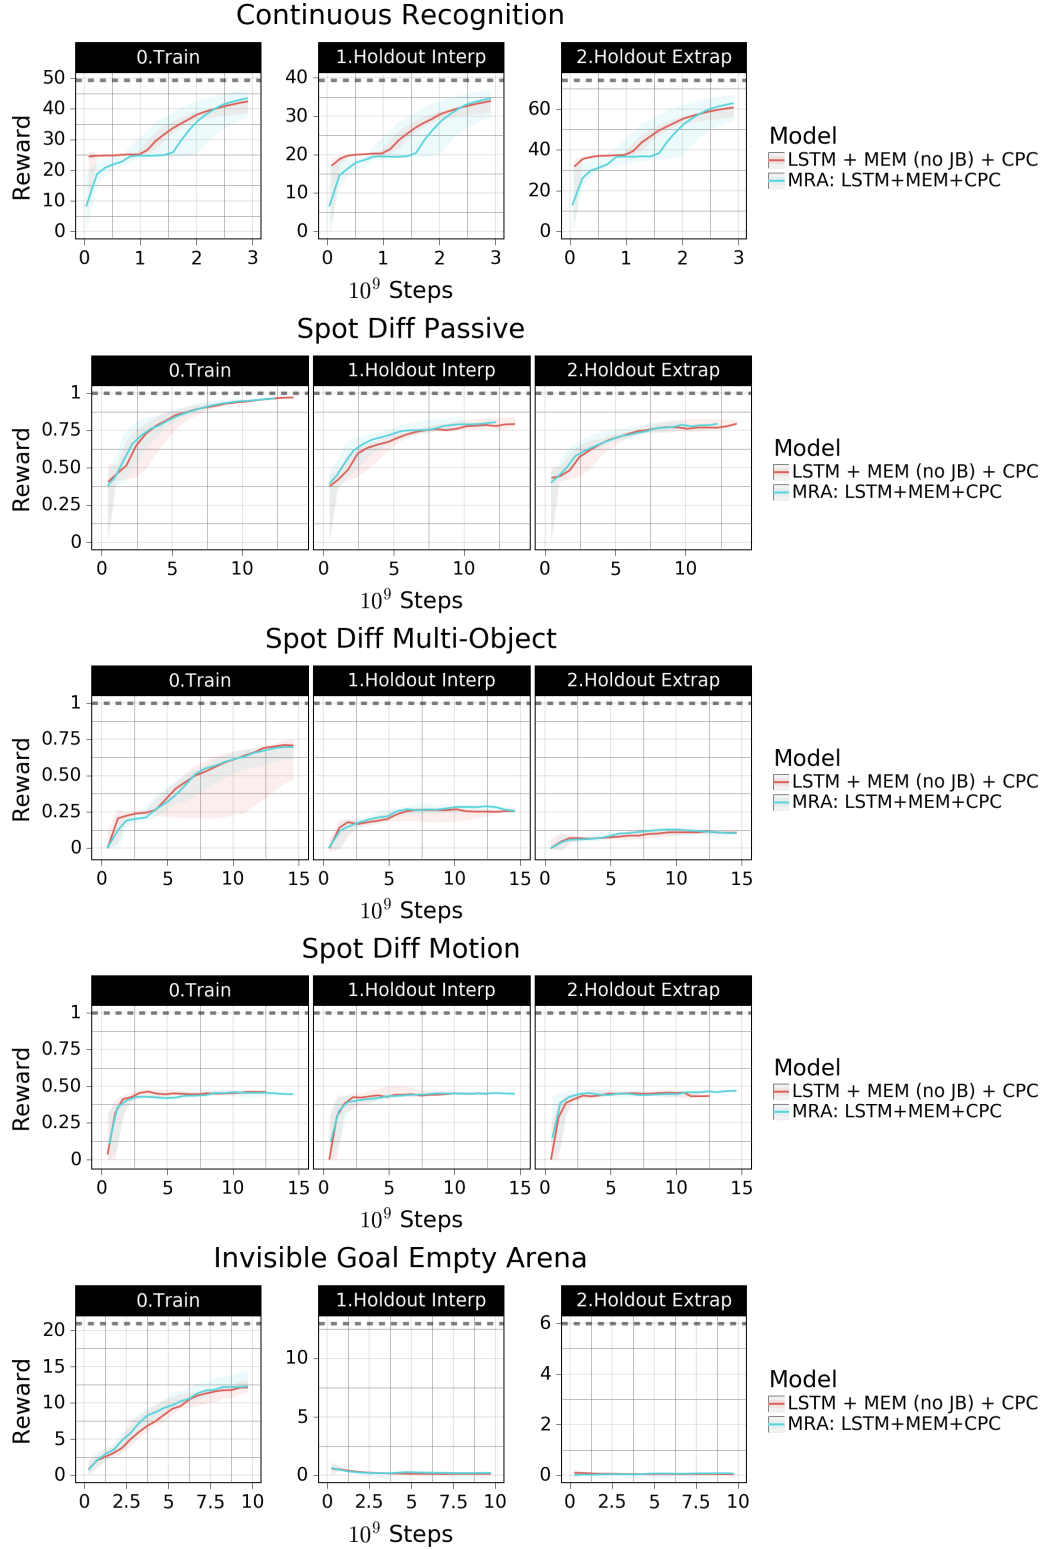 Continuous Recognition
0.Train 1.Holdout Interp 2.Holdout Extrap
Reward
50
40
30
20
10
0
40
30
20
10
0
60
40
20
0
0 1 2 3 0 1 2 3 0 1 2 3
10⁹ Steps
Model
LSTM + MEM (no JB) + CPC
MRA: LSTM+MEM+CPC
Spot Diff Passive
0.Train 1.Holdout Interp 2.Holdout Extrap
Reward
1
0.75
0.50
0.25
0
0 5 10 0 5 10 0 5 10
10⁹ Steps
Model
LSTM + MEM (no JB) + CPC
MRA: LSTM+MEM+CPC
Spot Diff Multi-Object
0.Train 1.Holdout Interp 2.Holdout Extrap
Reward
1
0.75
0.50
0.25
0
0 5 10 15 0 5 10 15 0 5 10 15
10⁹ Steps
Model
LSTM + MEM (no JB) + CPC
MRA: LSTM+MEM+CPC
Spot Diff Motion
0.Train 1.Holdout Interp 2.Holdout Extrap
Reward
1
0.75
0.50
0.25
0
0 5 10 15 0 5 10 15 0 5 10 15
10⁹ Steps
Model
LSTM + MEM (no JB) + CPC
MRA: LSTM+MEM+CPC
Invisible Goal Empty Arena
0.Train 1.Holdout Interp 2.Holdout Extrap
Reward
20
15
10
5
0
10
5
0
6
4
2
0
0 2.5 5 7.5 10 0 2.5 5 7.5 10 0 2.5 5 7.5 10
10⁹ Steps
Model
LSTM + MEM (no JB) + CPC
MRA: LSTM+MEM+CPC